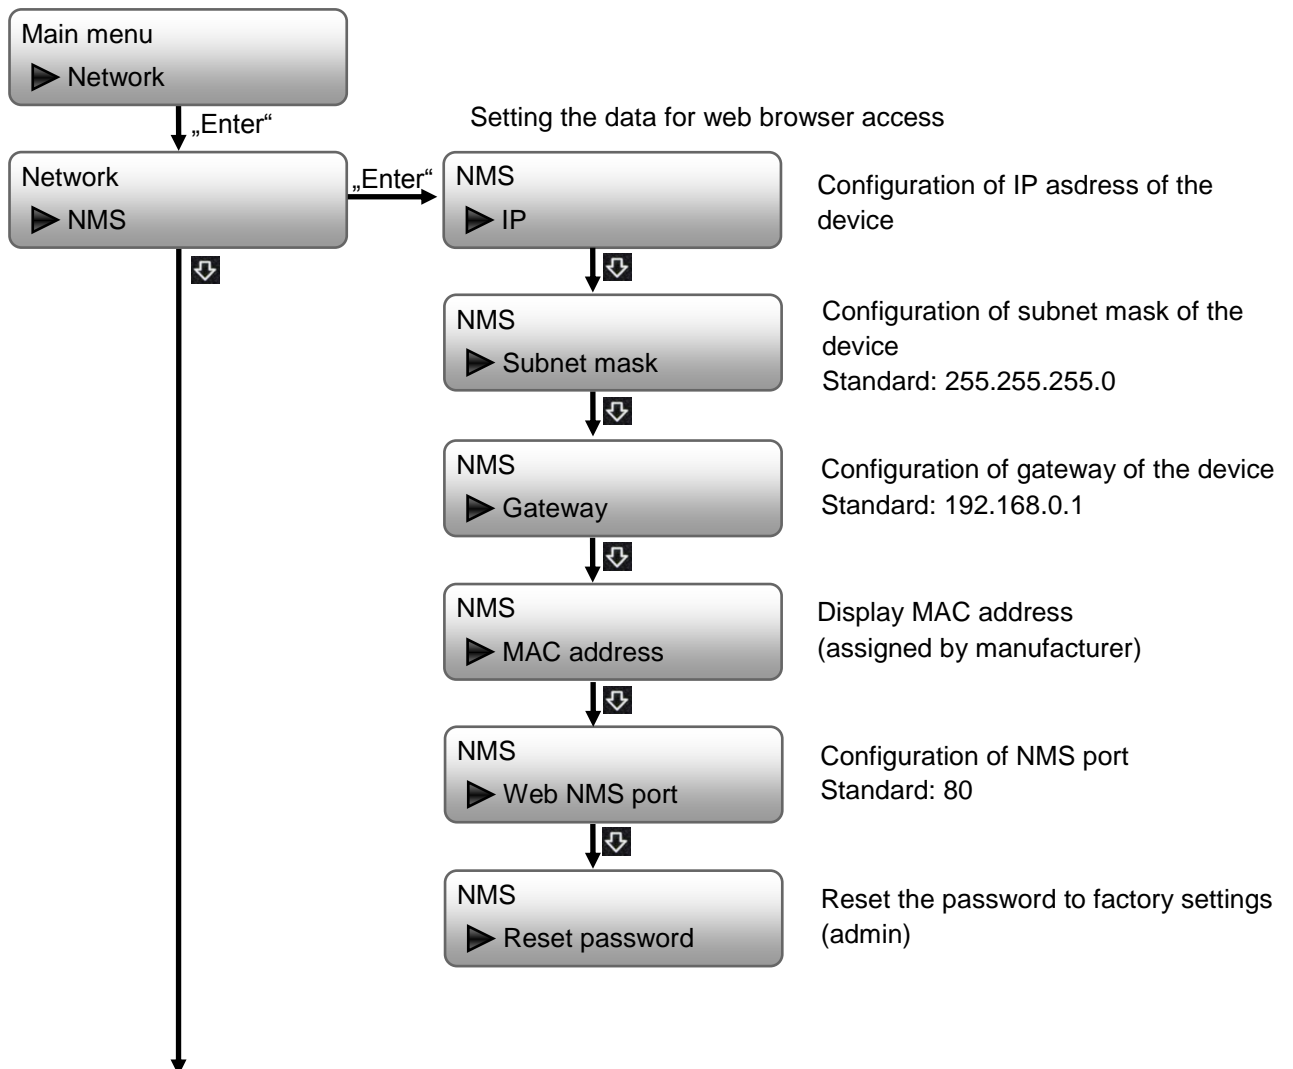 Main menu
Network
„Enter“
Setting the data for web browser access
Network
NMS
„Enter“
NMS
IP
Configuration of IP asdress of the
device
NMS
Subnet mask
Configuration of subnet mask of the
device
Standard: 255.255.255.0
NMS
Gateway
Configuration of gateway of the device
Standard: 192.168.0.1
NMS
MAC address
Display MAC address
(assigned by manufacturer)
NMS
Web NMS port
Configuration of NMS port
Standard: 80
NMS
Reset password
Reset the password to factory settings
(admin)